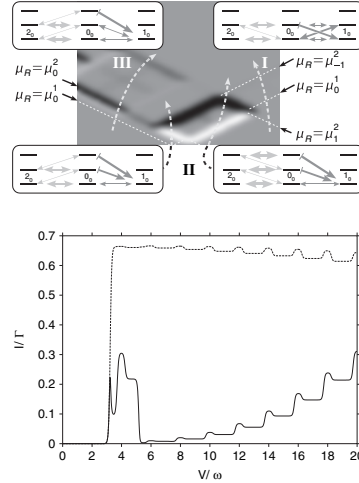 2₀ 0₀ 1₀
2₀ 0₀ 1₀
III
I
μ_R = μ_0^2
μ_R = μ_0^1
μ_R = μ_{-1}^2
μ_R = μ_0^1
μ_R = μ_1^2
2₀ 0₀ 1₀
II
2₀ 0₀ 1₀
0.7
0.6
0.5
0.4
0.3
0.2
0.1
0
I/Γ
0 2 4 6 8 10 12 14 16 18 20
V/ω